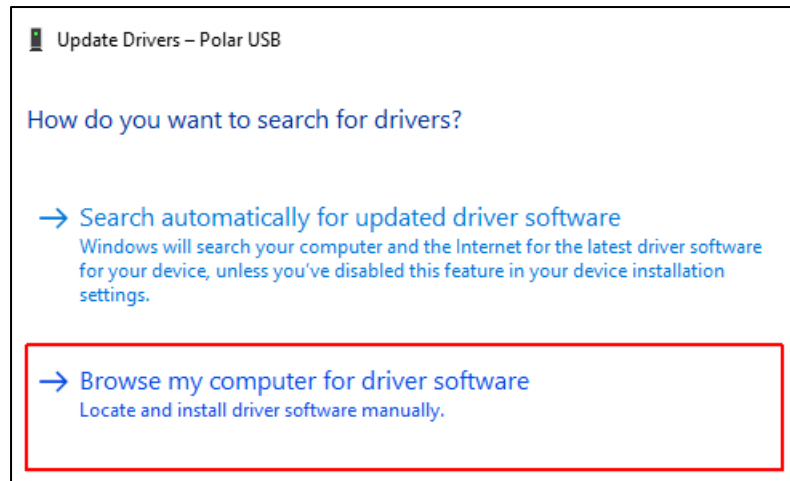 Update Drivers – Polar USB
How do you want to search for drivers?
Search automatically for updated driver software
Windows will search your computer and the Internet for the latest driver software
for your device, unless you've disabled this feature in your device installation
settings.
Browse my computer for driver software
Locate and install driver software manually.